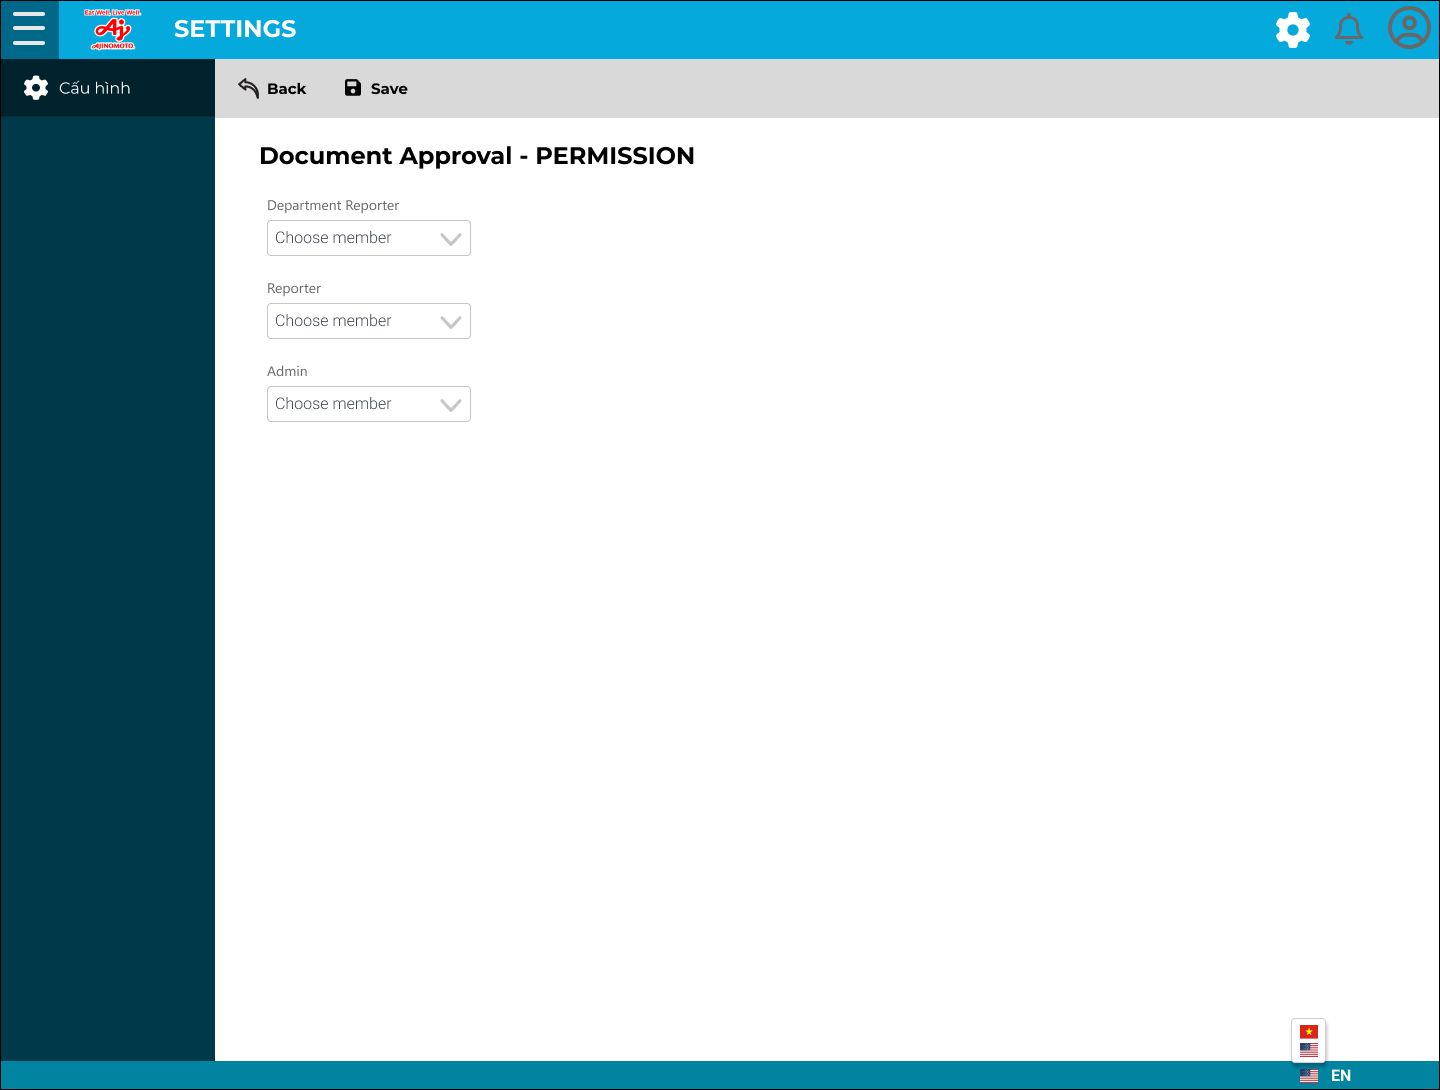 Eat Well, Live Well.
Aj
AJINOMOTO
SETTINGS
Cấu hình
Back
Save
Document Approval - PERMISSION
Department Reporter
Choose member
Reporter
Choose member
Admin
Choose member
EN